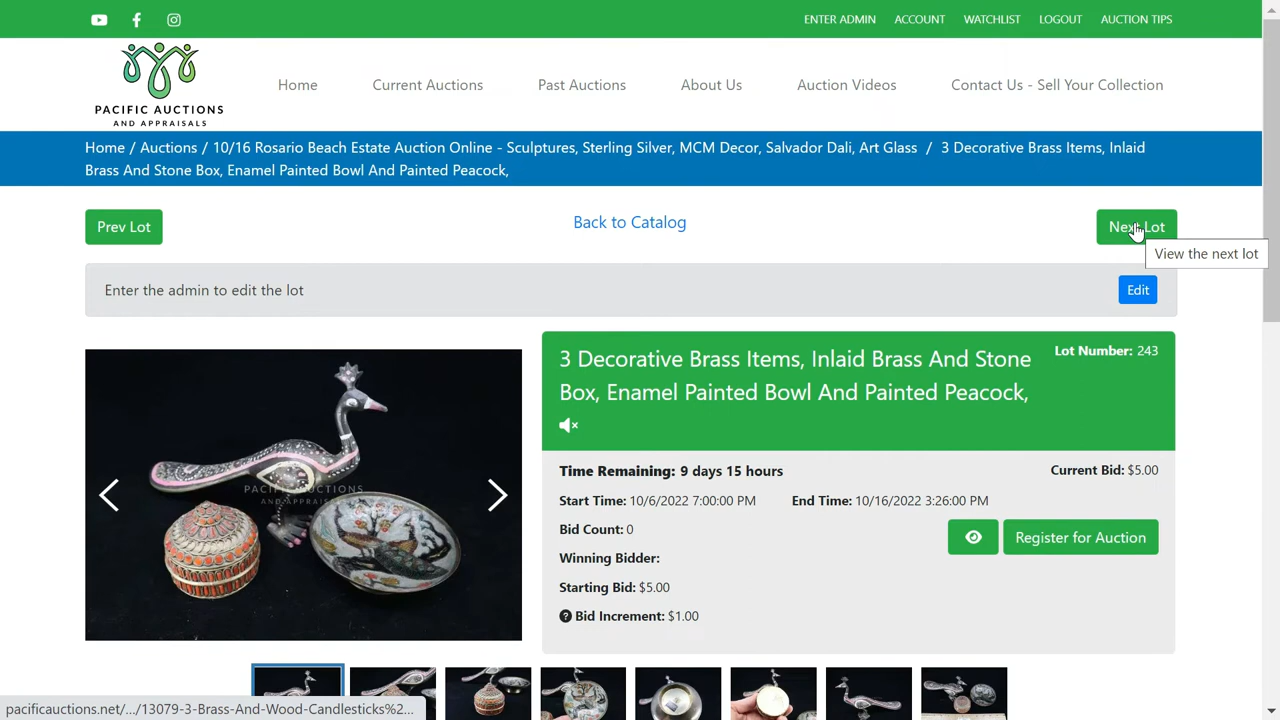 ENTER ADMIN ACCOUNT WATCHLIST LOGOUT AUCTION TIPS
PACIFIC AUCTIONS
AND APPRAISALS
Home Current Auctions Past Auctions About Us Auction Videos Contact Us - Sell Your Collection
Home / Auctions / 10/16 Rosario Beach Estate Auction Online - Sculptures, Sterling Silver, MCM Decor, Salvador Dali, Art Glass / 3 Decorative Brass Items, Inlaid
Brass And Stone Box, Enamel Painted Bowl And Painted Peacock,
Prev Lot Back to Catalog Next Lot
View the next lot
Enter the admin to edit the lot Edit
3 Decorative Brass Items, Inlaid Brass And Stone
Box, Enamel Painted Bowl And Painted Peacock,
Lot Number: 243
Time Remaining: 9 days 15 hours Current Bid: $5.00
Start Time: 10/6/2022 7:00:00 PM End Time: 10/16/2022 3:26:00 PM
Bid Count: 0
Register for Auction
Winning Bidder:
Starting Bid: $5.00
Bid Increment: $1.00
PACIFIC AUCTIONS
AND APPRAISALS
pacificauctions.net/.../13079-3-Brass-And-Wood-Candlesticks%2...